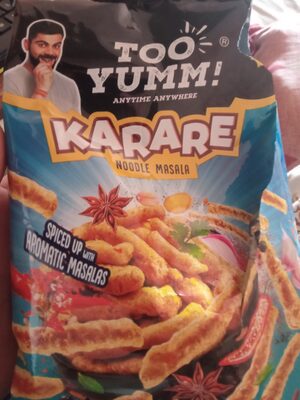 TOO
YUMM!
®
ANYTIME ANYWHERE
KARARE
NOODLE MASALA
SPICED UP WITH
AROMATIC MASALAS